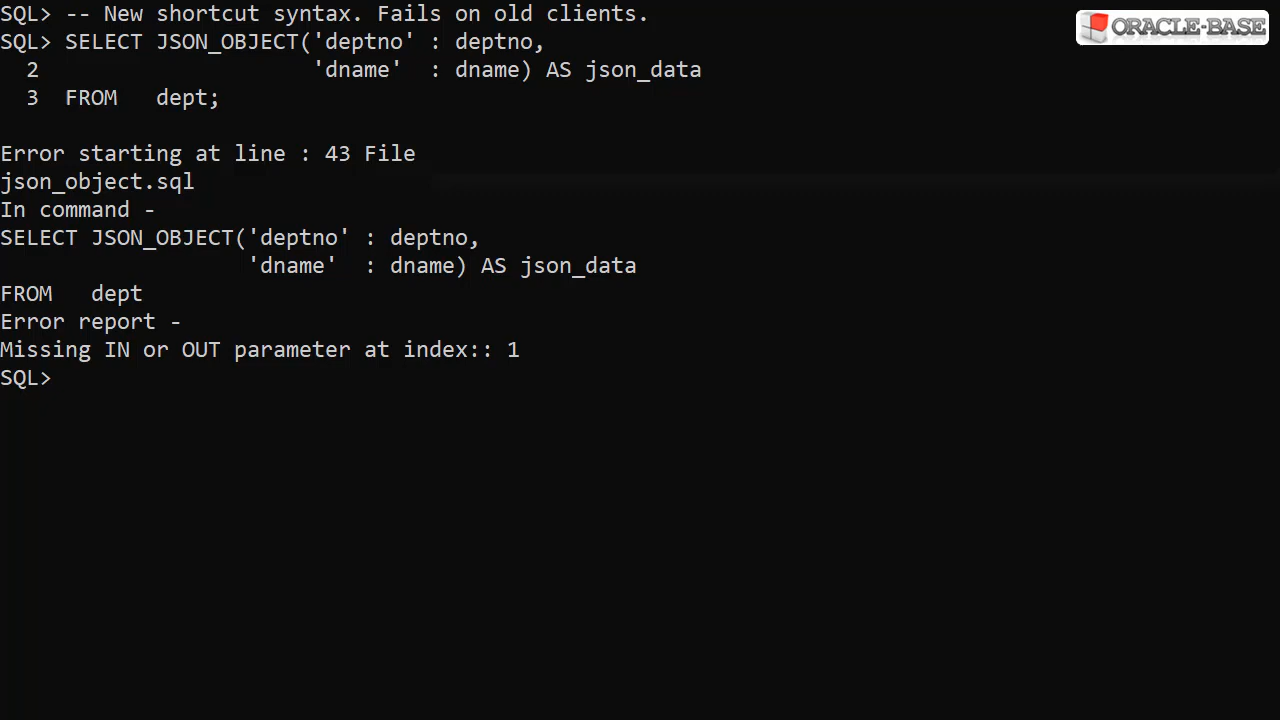 SQL> -- New shortcut syntax. Fails on old clients.
ORACLE-BASE
SQL> SELECT JSON_OBJECT('deptno' : deptno,
  2                     'dname'  : dname) AS json_data
  3  FROM   dept;
Error starting at line : 43 File
json_object.sql
In command -
SELECT JSON_OBJECT('deptno' : deptno,
                   'dname'  : dname) AS json_data
FROM   dept
Error report -
Missing IN or OUT parameter at index:: 1
SQL>